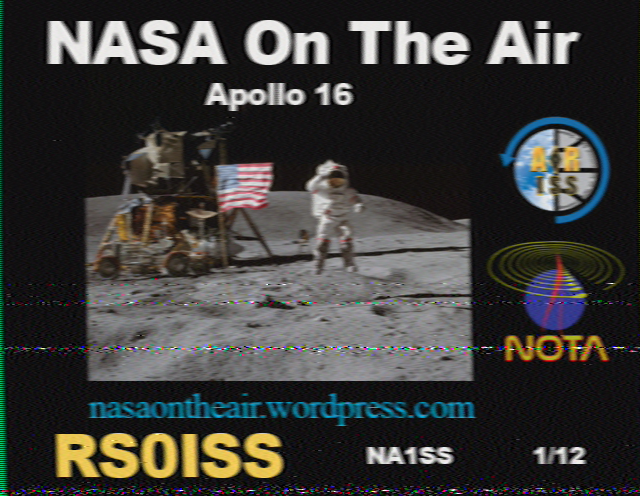 NASA On The Air
Apollo 16
ARISS
NOTA
nasaontheair.wordpress.com
RS0ISS
NA1SS
1/12